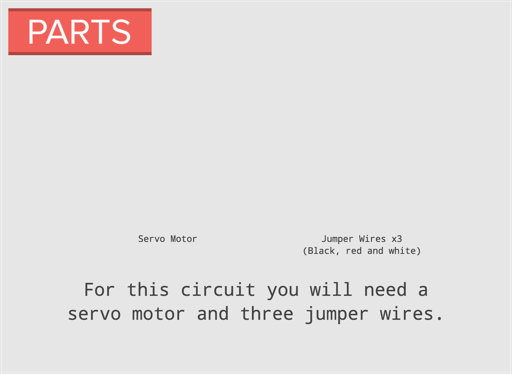 PARTS
Servo Motor
Jumper Wires x3
(Black, red and white)
For this circuit you will need a
servo motor and three jumper wires.